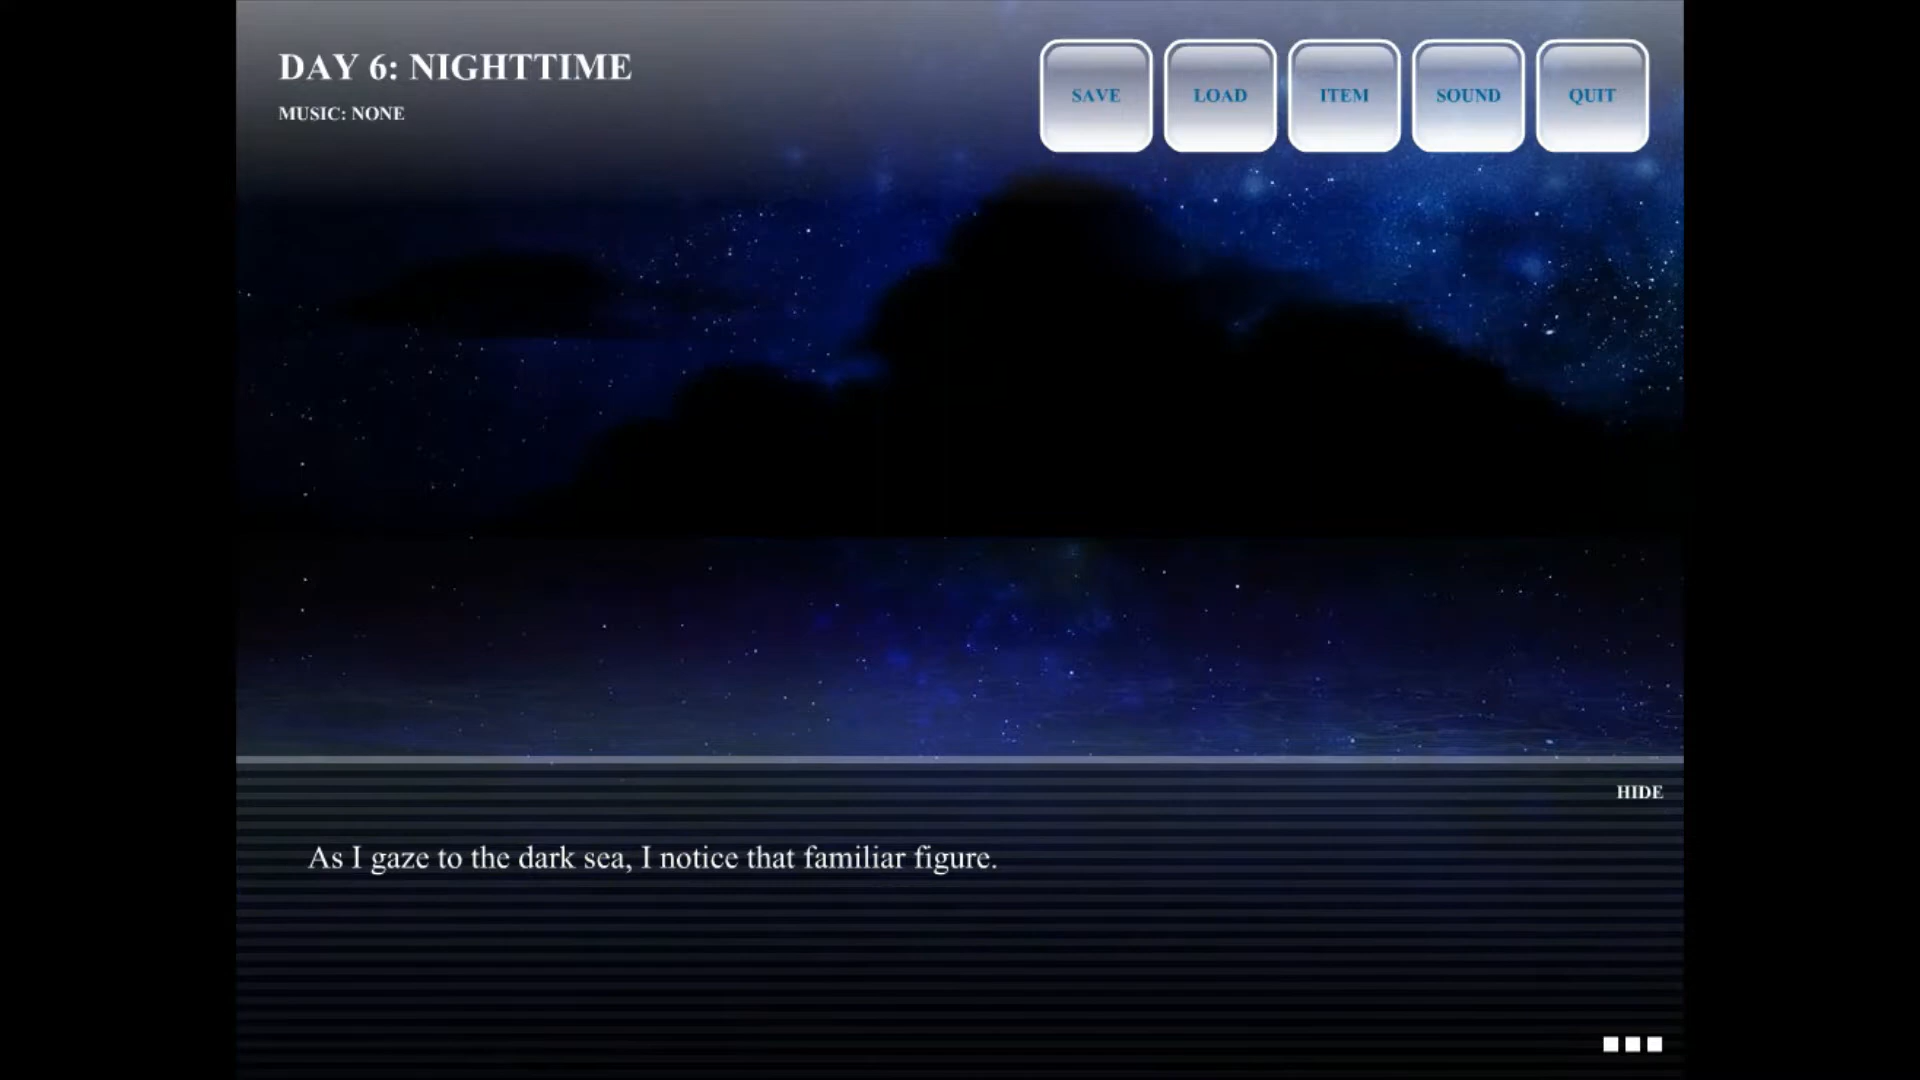 DAY 6: NIGHTTIME
MUSIC: NONE
SAVE LOAD ITEM SOUND QUIT
HIDE
As I gaze to the dark sea, I notice that familiar figure.